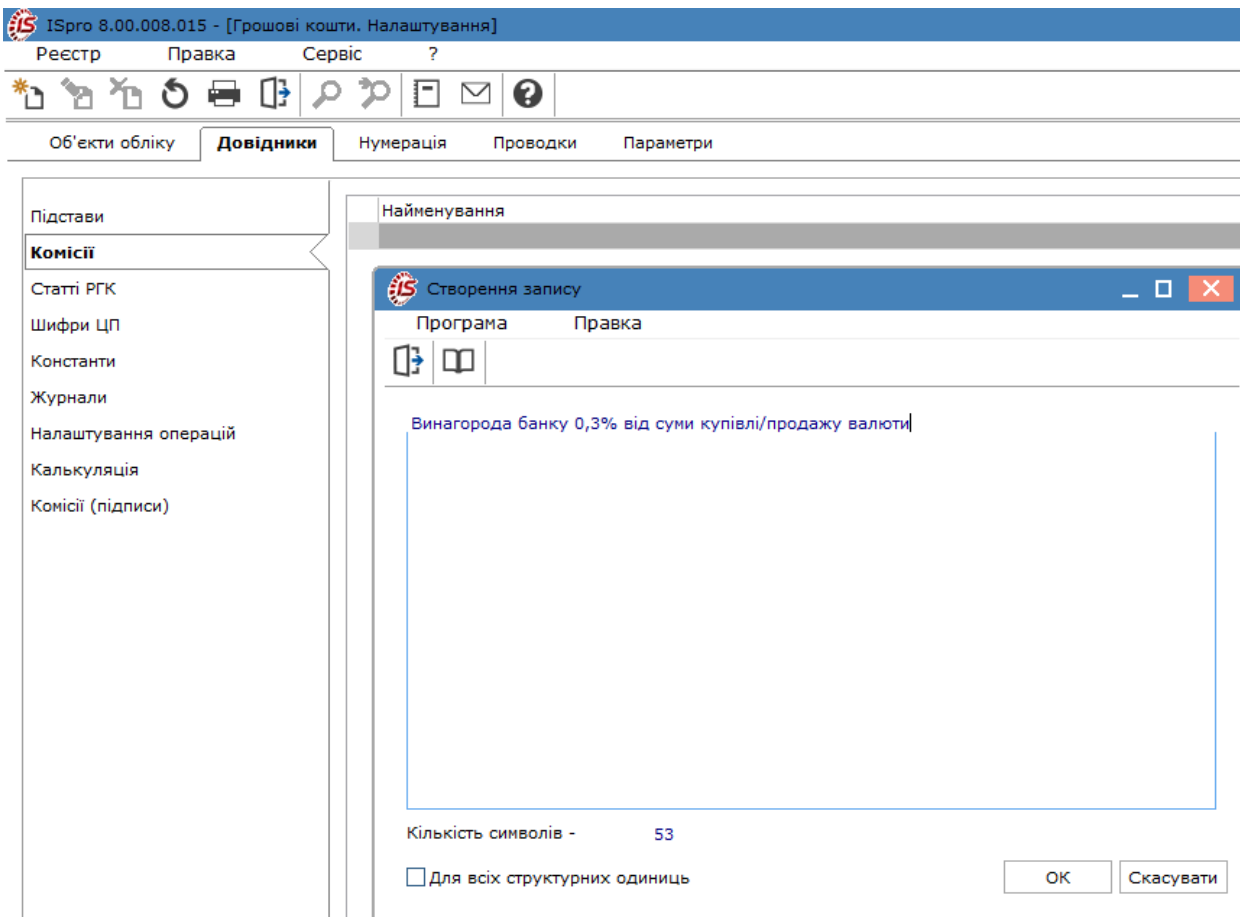 ISpro 8.00.008.015 - [Грошові кошти. Налаштування]
Реєстр Правка Сервіс ?
Об'єкти обліку Довідники Нумерація Проводки Параметри
Підстави
Комісії
Статті РГК
Шифри ЦП
Константи
Журнали
Налаштування операцій
Калькуляція
Комісії (підписи)
Найменування
Створення запису
Програма Правка
Винагорода банку 0,3% від суми купівлі/продажу валюти
Кількість символів - 53
Для всіх структурних одиниць
ОК Скасувати